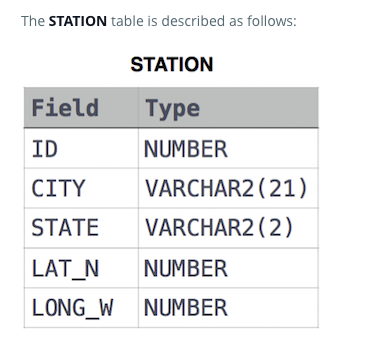 The STATION table is described as follows:
STATION
Field Type
ID NUMBER
CITY VARCHAR2(21)
STATE VARCHAR2(2)
LAT_N NUMBER
LONG_W NUMBER